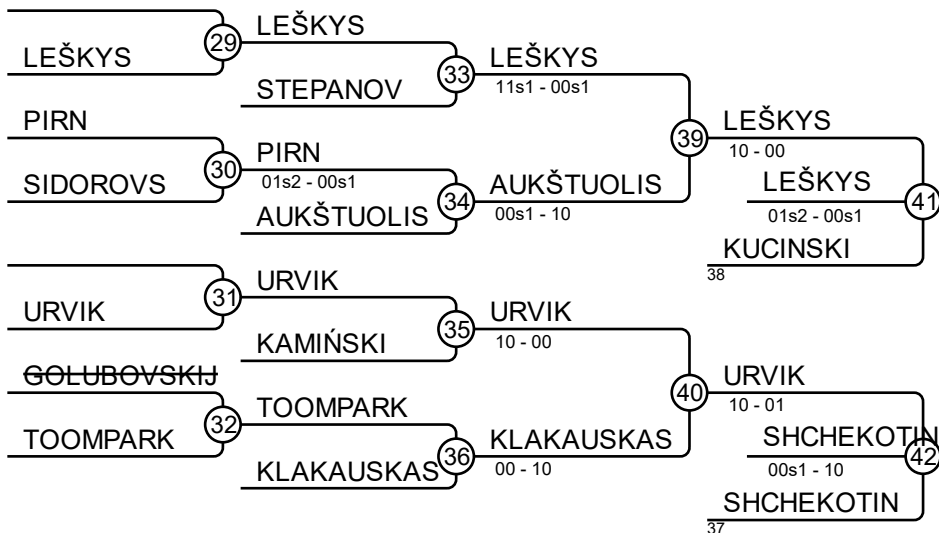 LEŠKYS
29
LEŠKYS
STEPANOV
33
LEŠKYS
11s1 - 00s1
PIRN
SIDOROVS
30
PIRN
01s2 - 00s1
AUKŠTUOLIS
34
AUKŠTUOLIS
00s1 - 10
39
LEŠKYS
10 - 00
LEŠKYS
01s2 - 00s1
41
KUCINSKI
38
URVIK
31
URVIK
KAMIŃSKI
35
URVIK
10 - 00
GOLUBOVSKIJ
TOOMPARK
32
TOOMPARK
KLAKAUSKAS
36
KLAKAUSKAS
00 - 10
40
URVIK
10 - 01
SHCHEKOTIN
00s1 - 10
42
SHCHEKOTIN
37